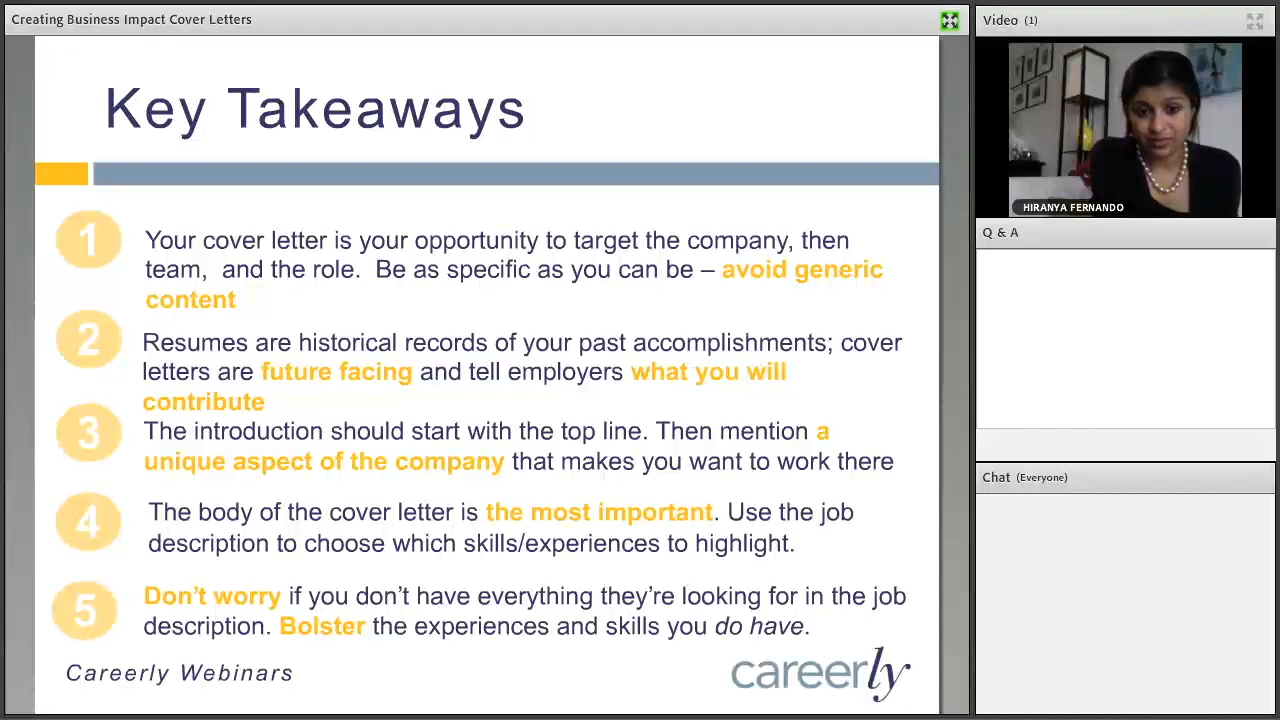 Creating Business Impact Cover Letters
Video (1)
Key Takeaways
HIRANYA FERNANDO
Q & A
1
Your cover letter is your opportunity to target the company, then
team, and the role. Be as specific as you can be – avoid generic
content
2
Resumes are historical records of your past accomplishments; cover
letters are future facing and tell employers what you will
contribute
3
The introduction should start with the top line. Then mention a
unique aspect of the company that makes you want to work there
Chat (Everyone)
4
The body of the cover letter is the most important. Use the job
description to choose which skills/experiences to highlight.
5
Don't worry if you don't have everything they're looking for in the job
description. Bolster the experiences and skills you do have.
Careerly Webinars
careerly